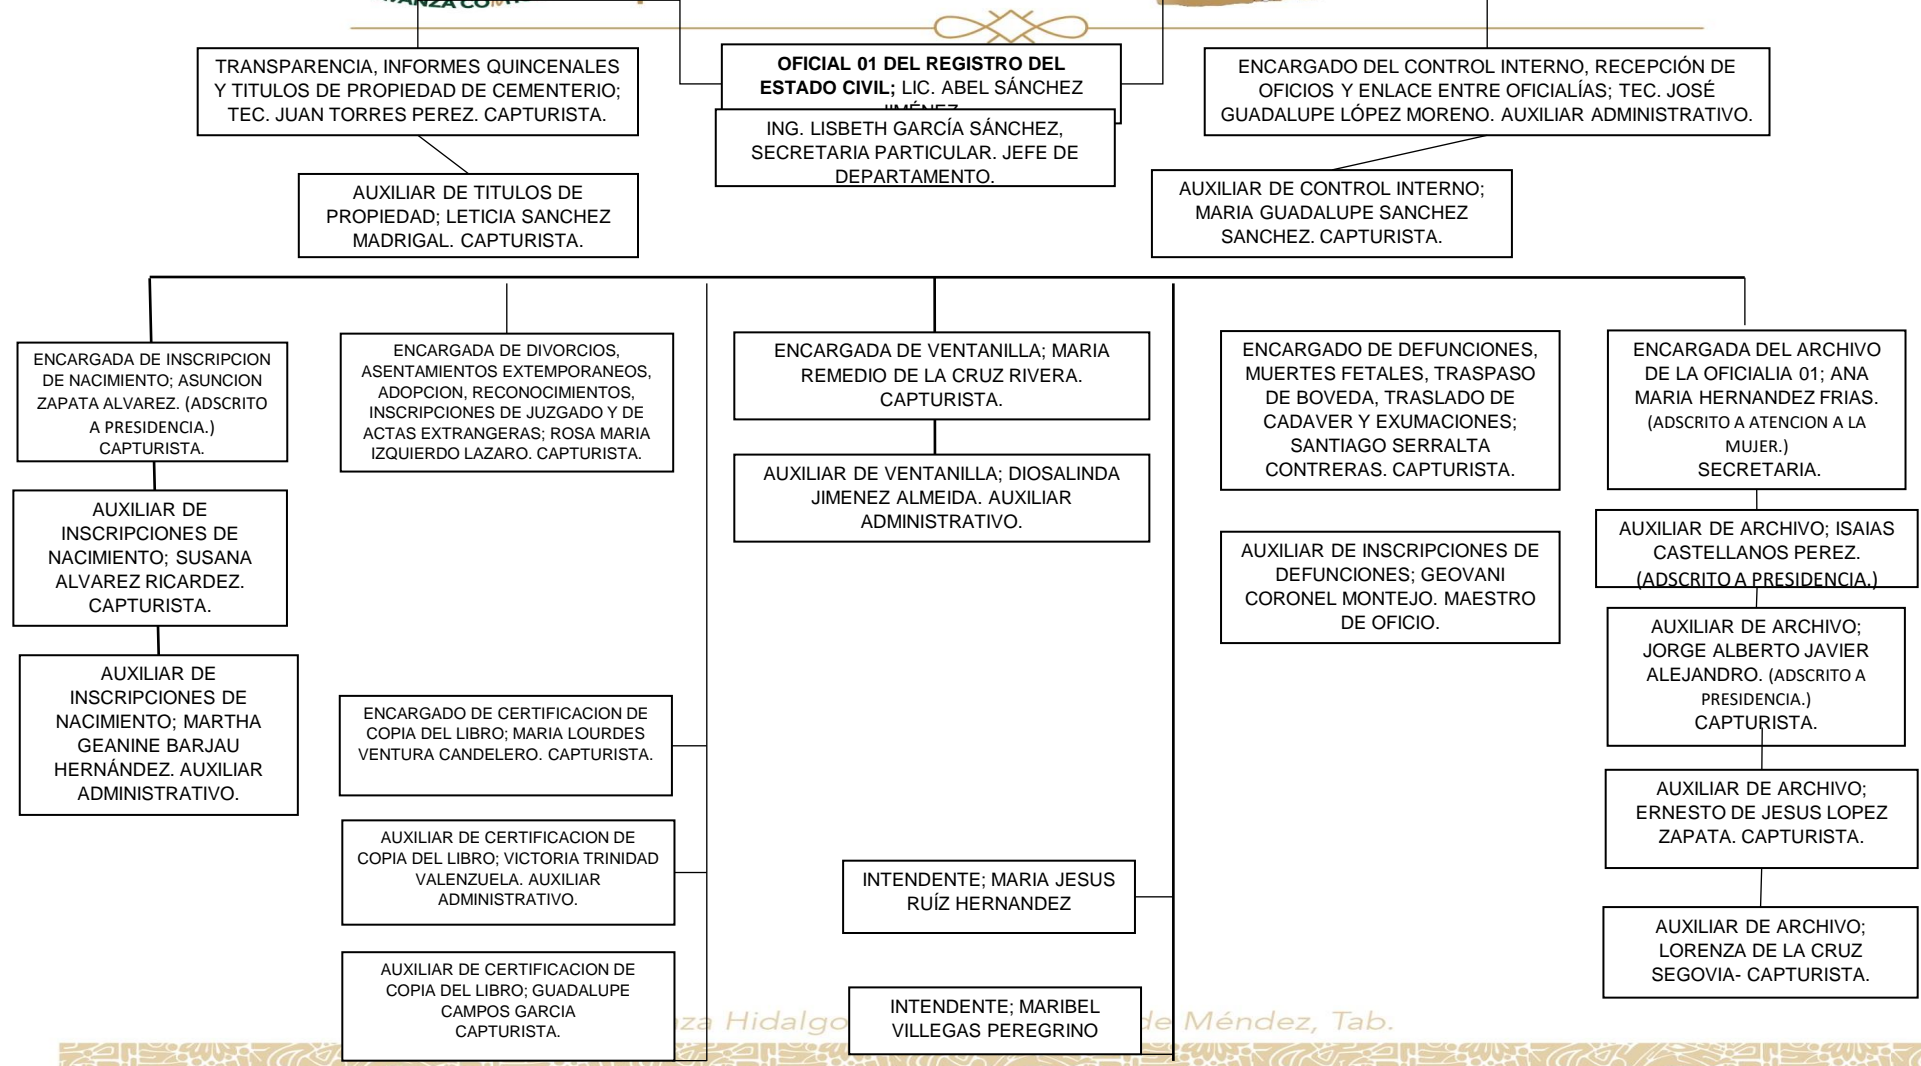 TRANSPARENCIA, INFORMES QUINCENALES
Y TITULOS DE PROPIEDAD DE CEMENTERIO;
TEC. JUAN TORRES PEREZ. CAPTURISTA.
OFICIAL 01 DEL REGISTRO DEL
ESTADO CIVIL; LIC. ABEL SÁNCHEZ
JIMÉNEZ
ING. LISBETH GARCÍA SÁNCHEZ,
SECRETARIA PARTICULAR. JEFE DE
DEPARTAMENTO.
ENCARGADO DEL CONTROL INTERNO, RECEPCIÓN DE
OFICIOS Y ENLACE ENTRE OFICIALÍAS; TEC. JOSÉ
GUADALUPE LÓPEZ MORENO. AUXILIAR ADMINISTRATIVO.
AUXILIAR DE TITULOS DE
PROPIEDAD; LETICIA SANCHEZ
MADRIGAL. CAPTURISTA.
AUXILIAR DE CONTROL INTERNO;
MARIA GUADALUPE SANCHEZ
SANCHEZ. CAPTURISTA.
ENCARGADA DE INSCRIPCION
DE NACIMIENTO; ASUNCION
ZAPATA ALVAREZ. (ADSCRITO
A PRESIDENCIA.)
CAPTURISTA.
AUXILIAR DE
INSCRIPCIONES DE
NACIMIENTO; SUSANA
ALVAREZ RICARDEZ.
CAPTURISTA.
AUXILIAR DE
INSCRIPCIONES DE
NACIMIENTO; MARTHA
GEANINE BARJAU
HERNÁNDEZ. AUXILIAR
ADMINISTRATIVO.
ENCARGADA DE DIVORCIOS,
ASENTAMIENTOS EXTEMPORANEOS,
ADOPCION, RECONOCIMIENTOS,
INSCRIPCIONES DE JUZGADO Y DE
ACTAS EXTRANGERAS; ROSA MARIA
IZQUIERDO LAZARO. CAPTURISTA.
ENCARGADO DE CERTIFICACION DE
COPIA DEL LIBRO; MARIA LOURDES
VENTURA CANDELERO. CAPTURISTA.
AUXILIAR DE CERTIFICACION DE
COPIA DEL LIBRO; VICTORIA TRINIDAD
VALENZUELA. AUXILIAR
ADMINISTRATIVO.
AUXILIAR DE CERTIFICACION DE
COPIA DEL LIBRO; GUADALUPE
CAMPOS GARCIA
CAPTURISTA.
ENCARGADA DE VENTANILLA; MARIA
REMEDIO DE LA CRUZ RIVERA.
CAPTURISTA.
AUXILIAR DE VENTANILLA; DIOSALINDA
JIMENEZ ALMEIDA. AUXILIAR
ADMINISTRATIVO.
INTENDENTE; MARIA JESUS
RUÍZ HERNANDEZ
INTENDENTE; MARIBEL
VILLEGAS PEREGRINO
ENCARGADO DE DEFUNCIONES,
MUERTES FETALES, TRASPASO
DE BOVEDA, TRASLADO DE
CADAVER Y EXUMACIONES;
SANTIAGO SERRALTA
CONTRERAS. CAPTURISTA.
AUXILIAR DE INSCRIPCIONES DE
DEFUNCIONES; GEOVANI
CORONEL MONTEJO. MAESTRO
DE OFICIO.
ENCARGADA DEL ARCHIVO
DE LA OFICIALIA 01; ANA
MARIA HERNANDEZ FRIAS.
(ADSCRITO A ATENCION A LA
MUJER.)
SECRETARIA.
AUXILIAR DE ARCHIVO; ISAIAS
CASTELLANOS PEREZ.
(ADSCRITO A PRESIDENCIA.)
AUXILIAR DE ARCHIVO;
JORGE ALBERTO JAVIER
ALEJANDRO. (ADSCRITO A
PRESIDENCIA.)
CAPTURISTA.
AUXILIAR DE ARCHIVO;
ERNESTO DE JESUS LOPEZ
ZAPATA. CAPTURISTA.
AUXILIAR DE ARCHIVO;
LORENZA DE LA CRUZ
SEGOVIA- CAPTURISTA.
Hidalgo de Méndez, Tab.